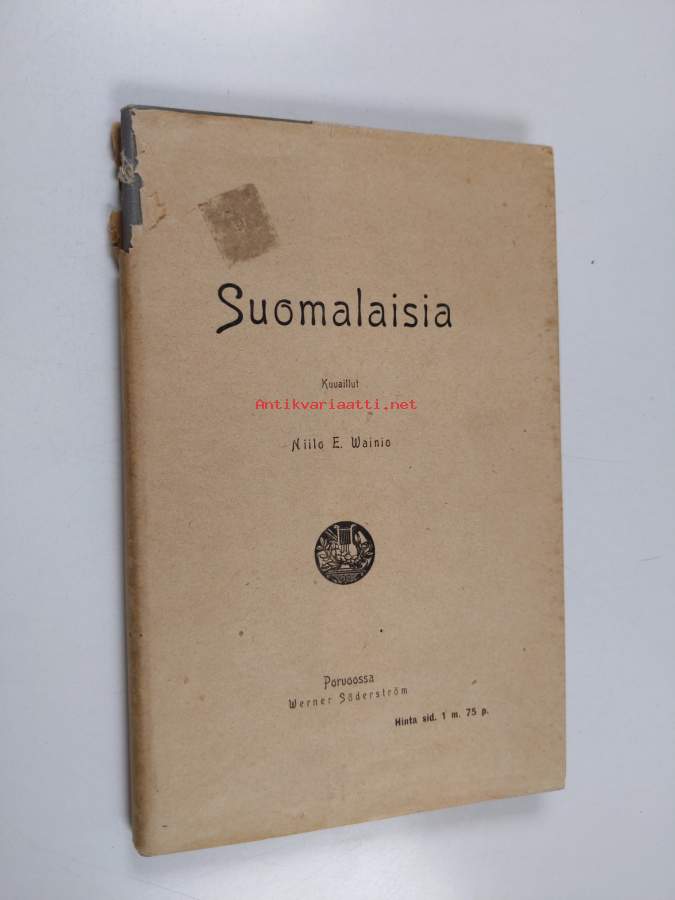 Suomalaisia
Kuvaillut
Antikvariaatti.net
Niilo E. Wainio
Porvoossa
Werner Söderström
Hinta sid. 1 m. 75 p.